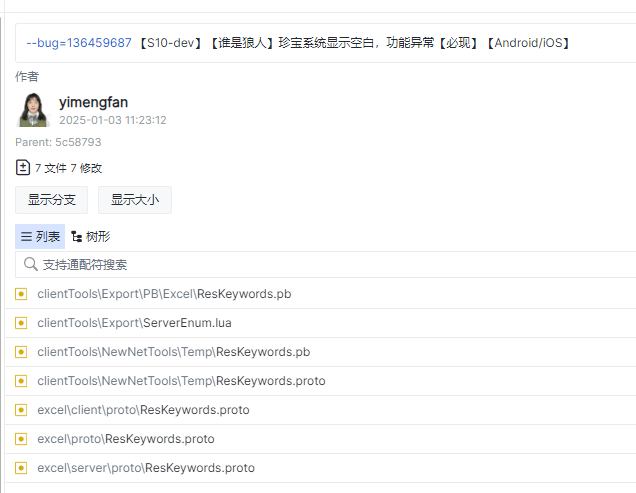 --bug=136459687 【S10-dev】【谁是狼人】珍宝系统显示空白，功能异常【必现】【Android/iOS】
作者
yimengfan
2025-01-03 11:23:12
Parent: 5c58793
7 文件 7 修改
显示分支 显示大小
列表 树形
支持通配符搜索
clientTools\Export\PB\Excel\ResKeywords.pb
clientTools\Export\ServerEnum.lua
clientTools\NewNetTools\Temp\ResKeywords.pb
clientTools\NewNetTools\Temp\ResKeywords.proto
excel\client\proto\ResKeywords.proto
excel\proto\ResKeywords.proto
excel\server\proto\ResKeywords.proto